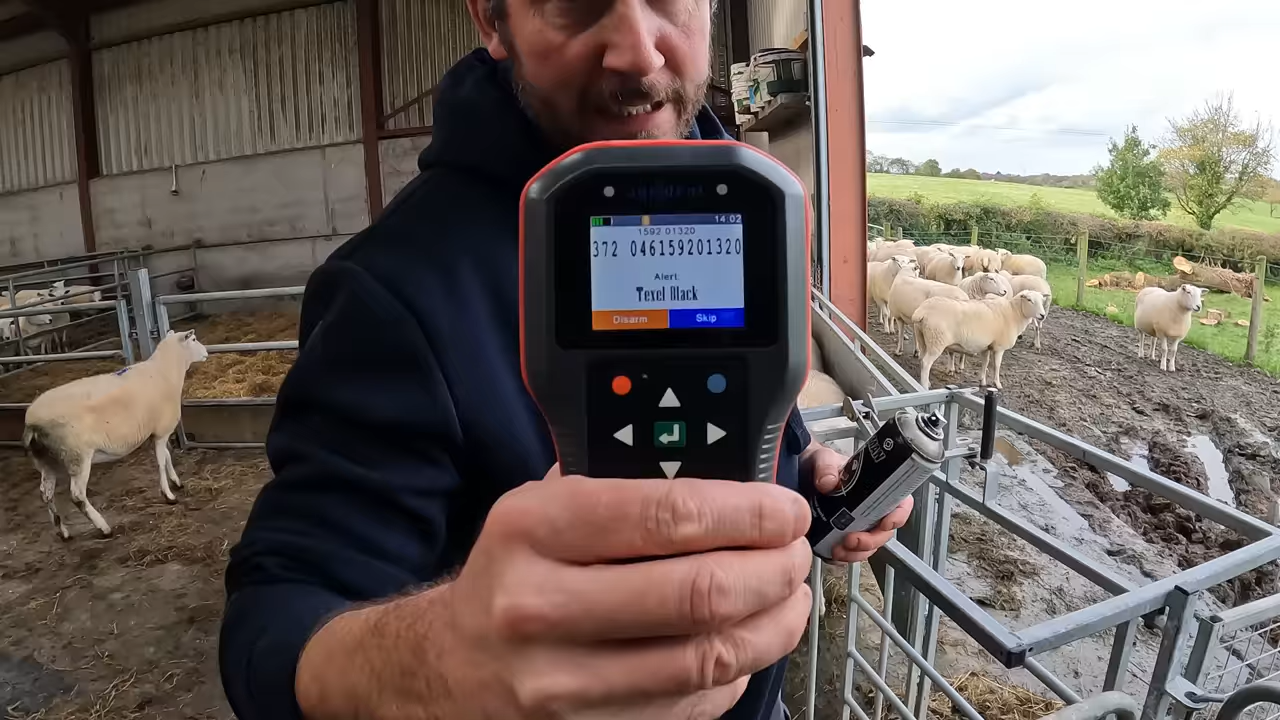 14:02
1592 01320
372 046159201320
Alert:
Texel Black
Disarm Skip